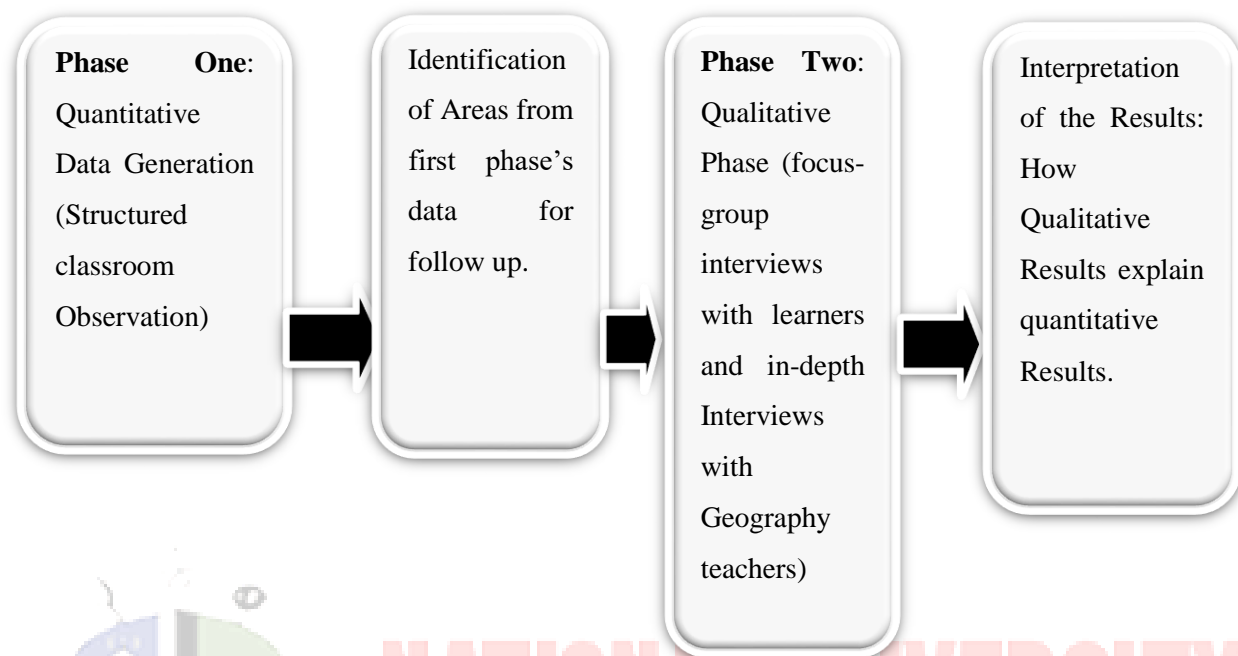 Phase One:
Quantitative
Data Generation
(Structured
classroom
Observation)
Identification
of Areas from
first phase's
data for
follow up.
Phase Two:
Qualitative
Phase (focus-
group
interviews
with learners
and in-depth
Interviews
with
Geography
teachers)
Interpretation
of the Results:
How
Qualitative
Results explain
quantitative
Results.